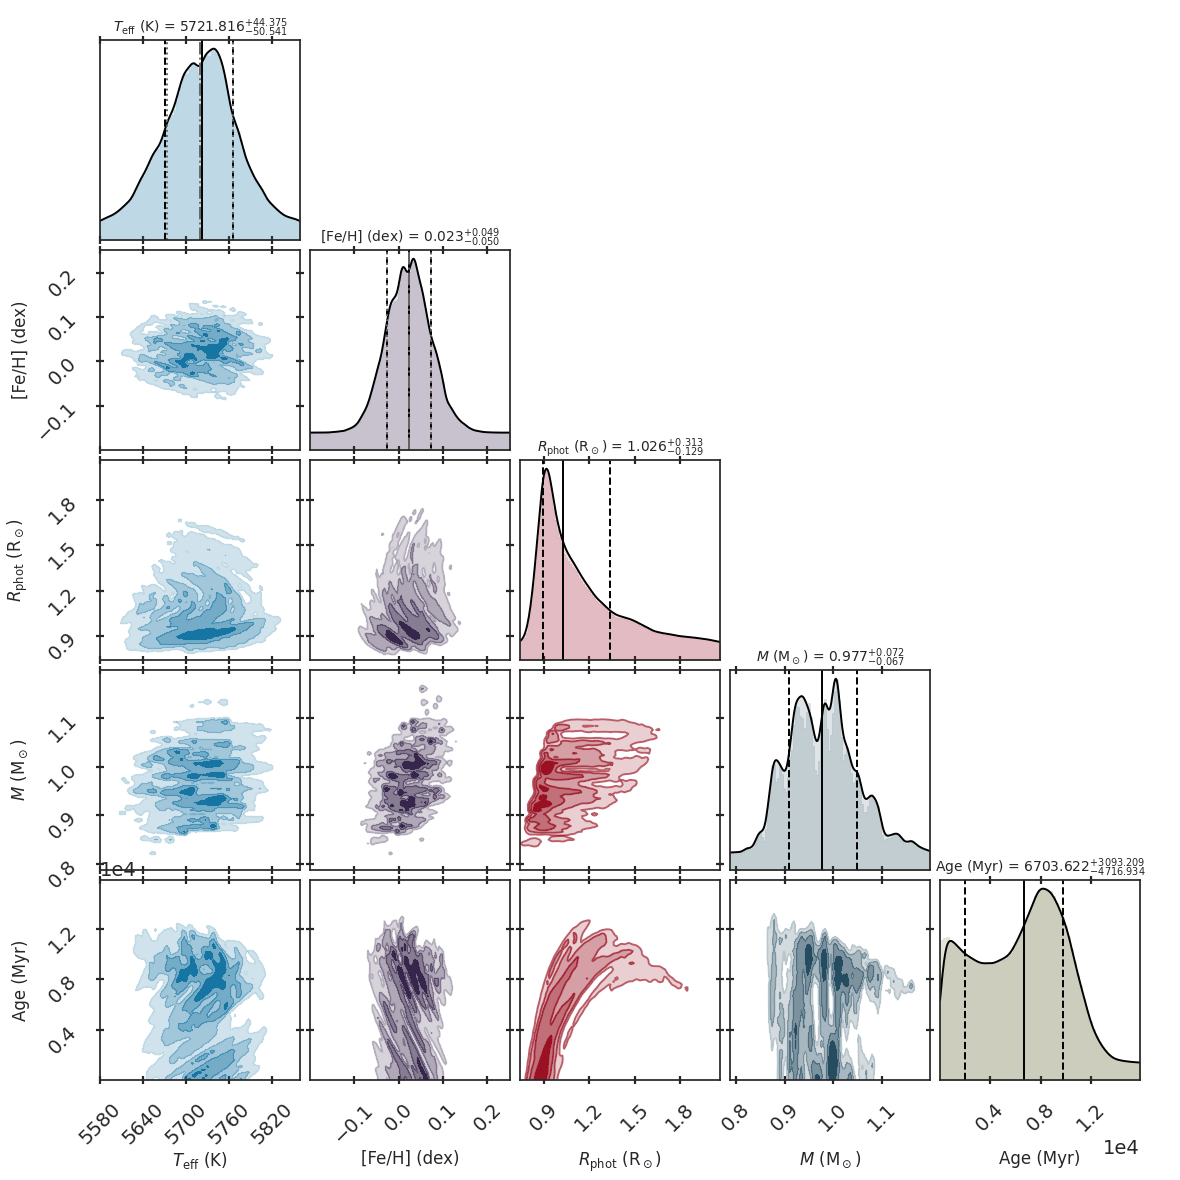 T_eff (K) = 5721.816 +44.375 −50.541
[Fe/H] (dex) = 0.023 +0.049 −0.050
0.2
0.1
0.0
−0.1
[Fe/H] (dex)
R_phot (R⊙) = 1.026 +0.313 −0.129
1.8
1.5
1.2
0.9
R_phot (R⊙)
M (M⊙) = 0.977 +0.072 −0.067
1.1
1.0
0.9
0.8
M (M⊙)
1e4
Age (Myr) = 6703.622 +3093.209 −4716.934
1.2
0.8
0.4
Age (Myr)
5580 5640 5700 5760 5820
−0.1 0.0 0.1 0.2
0.9 1.2 1.5 1.8
0.8 0.9 1.0 1.1
0.4 0.8 1.2
1e4
T_eff (K)
[Fe/H] (dex)
R_phot (R⊙)
M (M⊙)
Age (Myr)